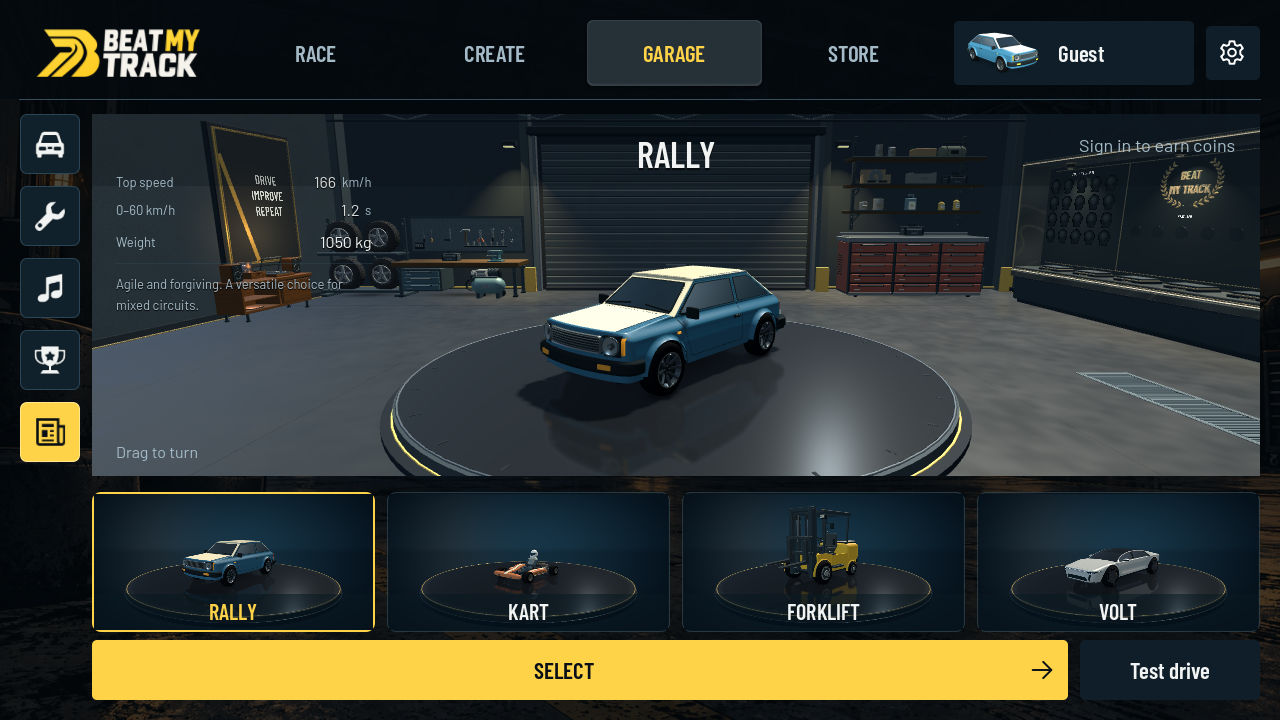 BEATMY
TRACK
RACE
CREATE
GARAGE
STORE
Guest
RALLY
Sign in to earn coins
Top speed 166 km/h
0-60 km/h 1.2 s
Weight 1050 kg
Agile and forgiving. A versatile choice for
mixed circuits.
DRIVE
IMPROVE
REPEAT
BEAT
MY TRACK
Drag to turn
RALLY
KART
FORKLIFT
VOLT
SELECT
Test drive